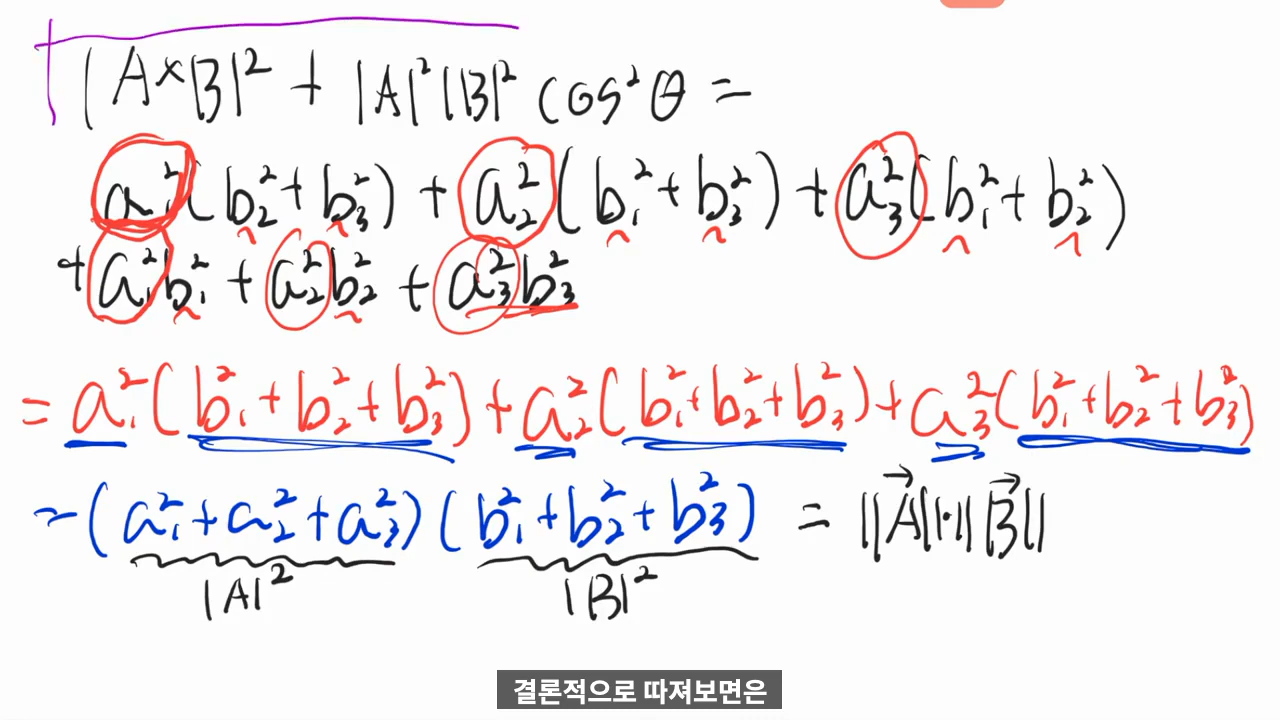 |A×B|² + |A|²|B|² cos²θ =
a₁²(b₂²+b₃²) + a₂²(b₁²+b₃²) + a₃²(b₁²+b₂²)
+a₁²b₁² + a₂²b₂² + a₃²b₃²
= a₁²(b₁²+b₂²+b₃²)+a₂²(b₁²+b₂²+b₃²)+a₃²(b₁²+b₂²+b₃²)
=(a₁²+a₂²+a₃²)(b₁²+b₂²+b₃²) = ||A⃗||·||B⃗||
|A|² |B|²
결론적으로 따져보면은